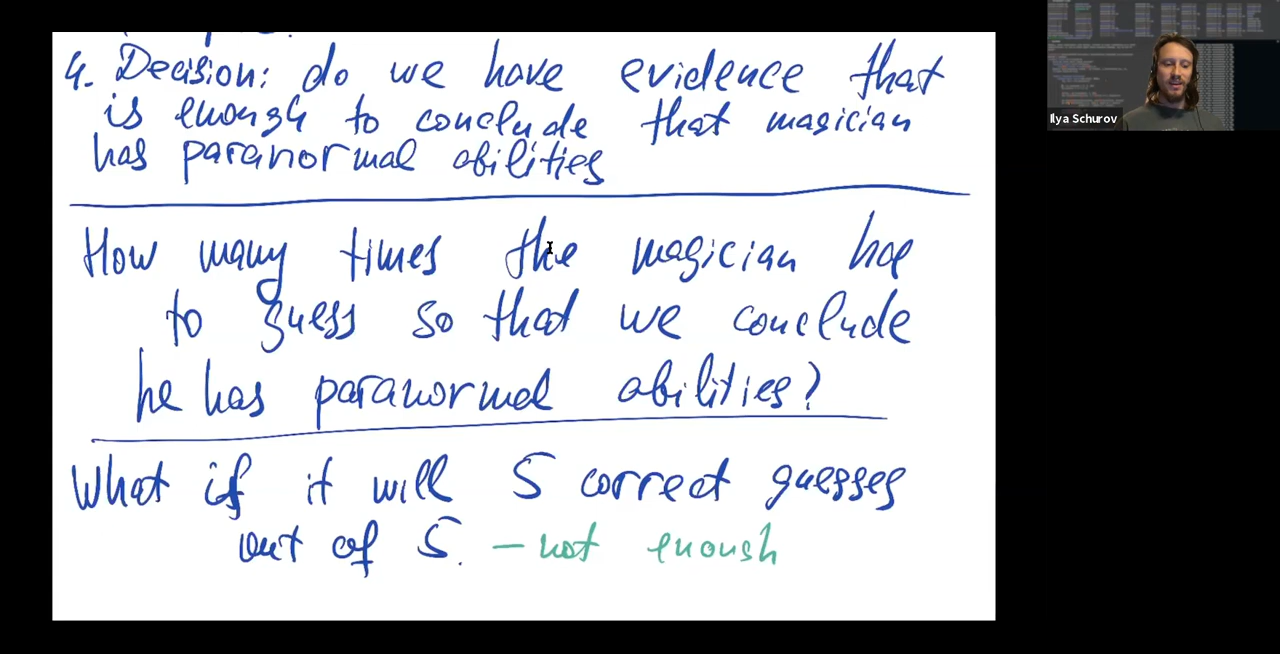 4. Decision: do we have evidence that
is enough to conclude that magician
has paranormal abilities
How many times the magician has
to guess so that we conclude
he has paranormal abilities?
What if it will 5 correct guesses
out of 5. – not enough
Ilya Schurov